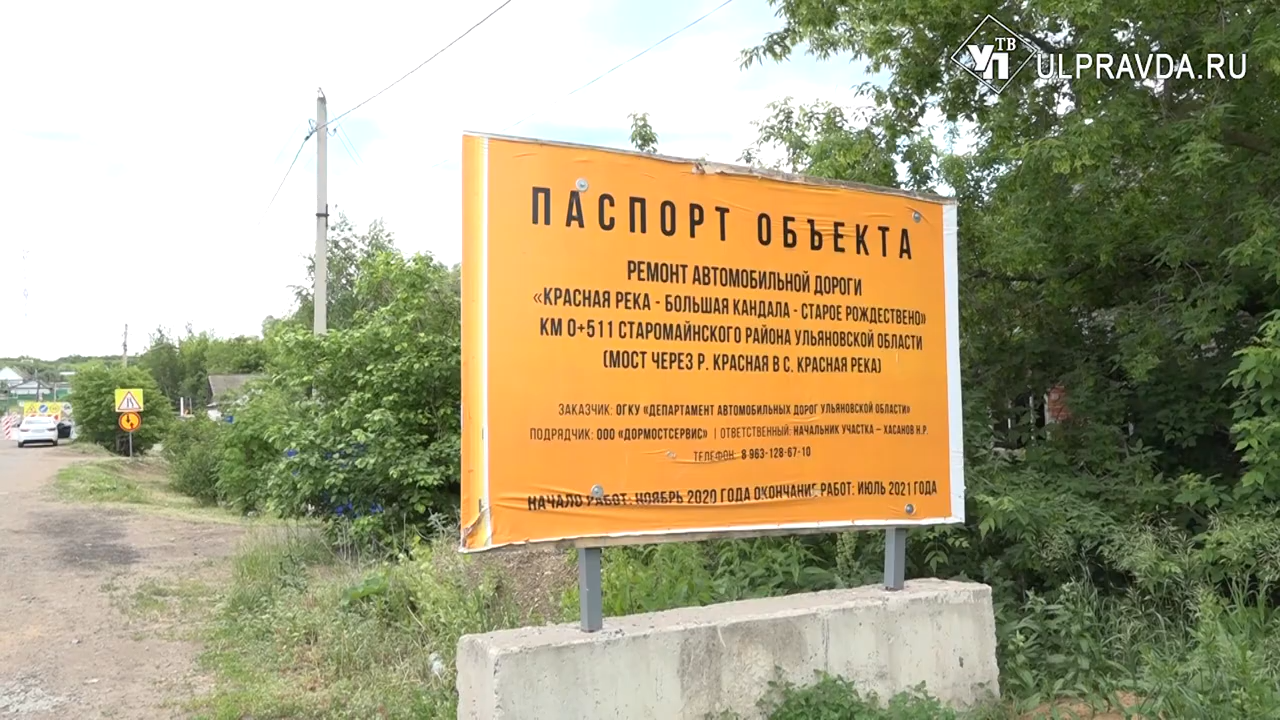 УП ТВ ULPRAVDA.RU
ПАСПОРТ ОБЪЕКТА
РЕМОНТ АВТОМОБИЛЬНОЙ ДОРОГИ
«КРАСНАЯ РЕКА - БОЛЬШАЯ КАНДАЛА - СТАРОЕ РОЖДЕСТВЕНО»
КМ 0+511 СТАРОМАЙНСКОГО РАЙОНА УЛЬЯНОВСКОЙ ОБЛАСТИ
(МОСТ ЧЕРЕЗ Р. КРАСНАЯ В С. КРАСНАЯ РЕКА)
ЗАКАЗЧИК: ОГКУ «ДЕПАРТАМЕНТ АВТОМОБИЛЬНЫХ ДОРОГ УЛЬЯНОВСКОЙ ОБЛАСТИ»
ПОДРЯДЧИК: ООО «ДОРМОСТСЕРВИС» | ОТВЕТСТВЕННЫЙ: НАЧАЛЬНИК УЧАСТКА – ХАСАНОВ Н.Р.
ТЕЛЕФОН: 8 963-128-67-10
НАЧАЛО РАБОТ: НОЯБРЬ 2020 ГОДА ОКОНЧАНИЕ РАБОТ: ИЮЛЬ 2021 ГОДА